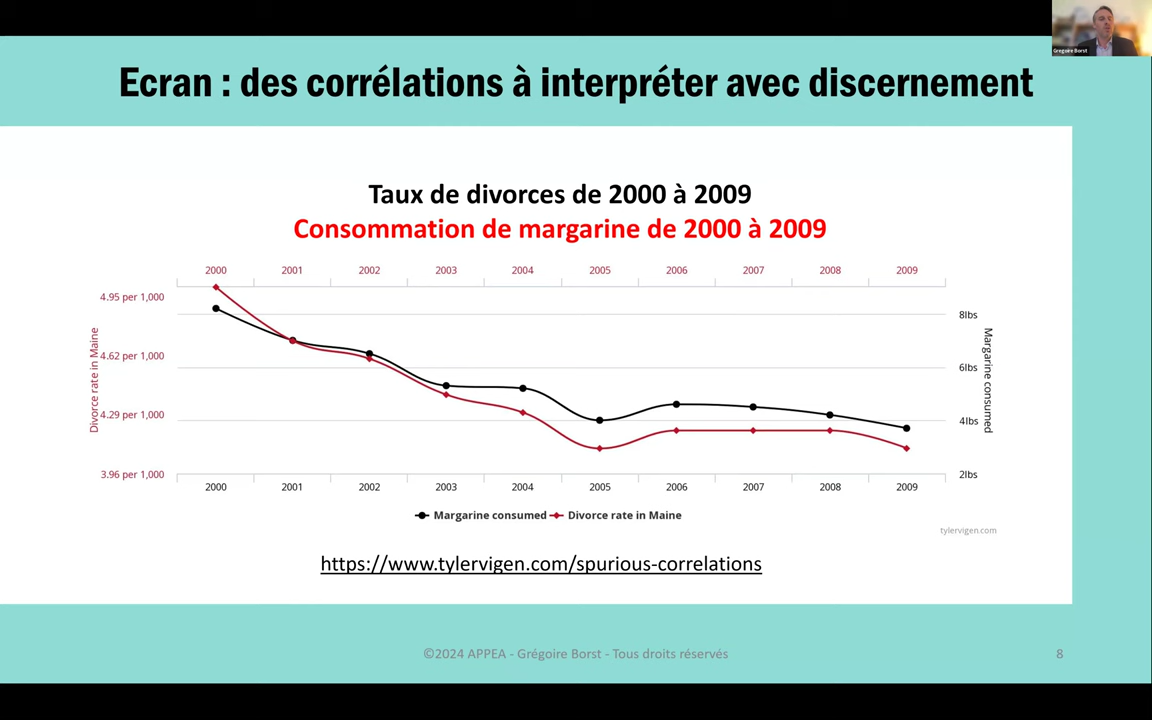 Grégoire Borst
Ecran : des corrélations à interpréter avec discernement
Taux de divorces de 2000 à 2009
Consommation de margarine de 2000 à 2009
2000 2001 2002 2003 2004 2005 2006 2007 2008 2009
4.95 per 1,000
4.62 per 1,000
4.29 per 1,000
3.96 per 1,000
Divorce rate in Maine
8lbs
6lbs
4lbs
2lbs
Margarine consumed
2000 2001 2002 2003 2004 2005 2006 2007 2008 2009
Margarine consumed Divorce rate in Maine
tylervigen.com
https://www.tylervigen.com/spurious-correlations
©2024 APPEA - Grégoire Borst - Tous droits réservés
8